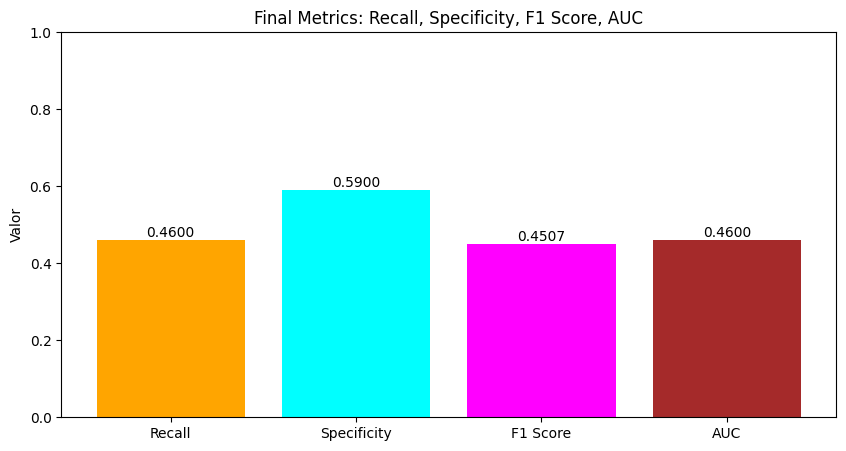 Final Metrics: Recall, Specificity, F1 Score, AUC
1.0
0.8
0.6
0.4
0.2
0.0
Valor
0.4600
0.5900
0.4507
0.4600
Recall
Specificity
F1 Score
AUC